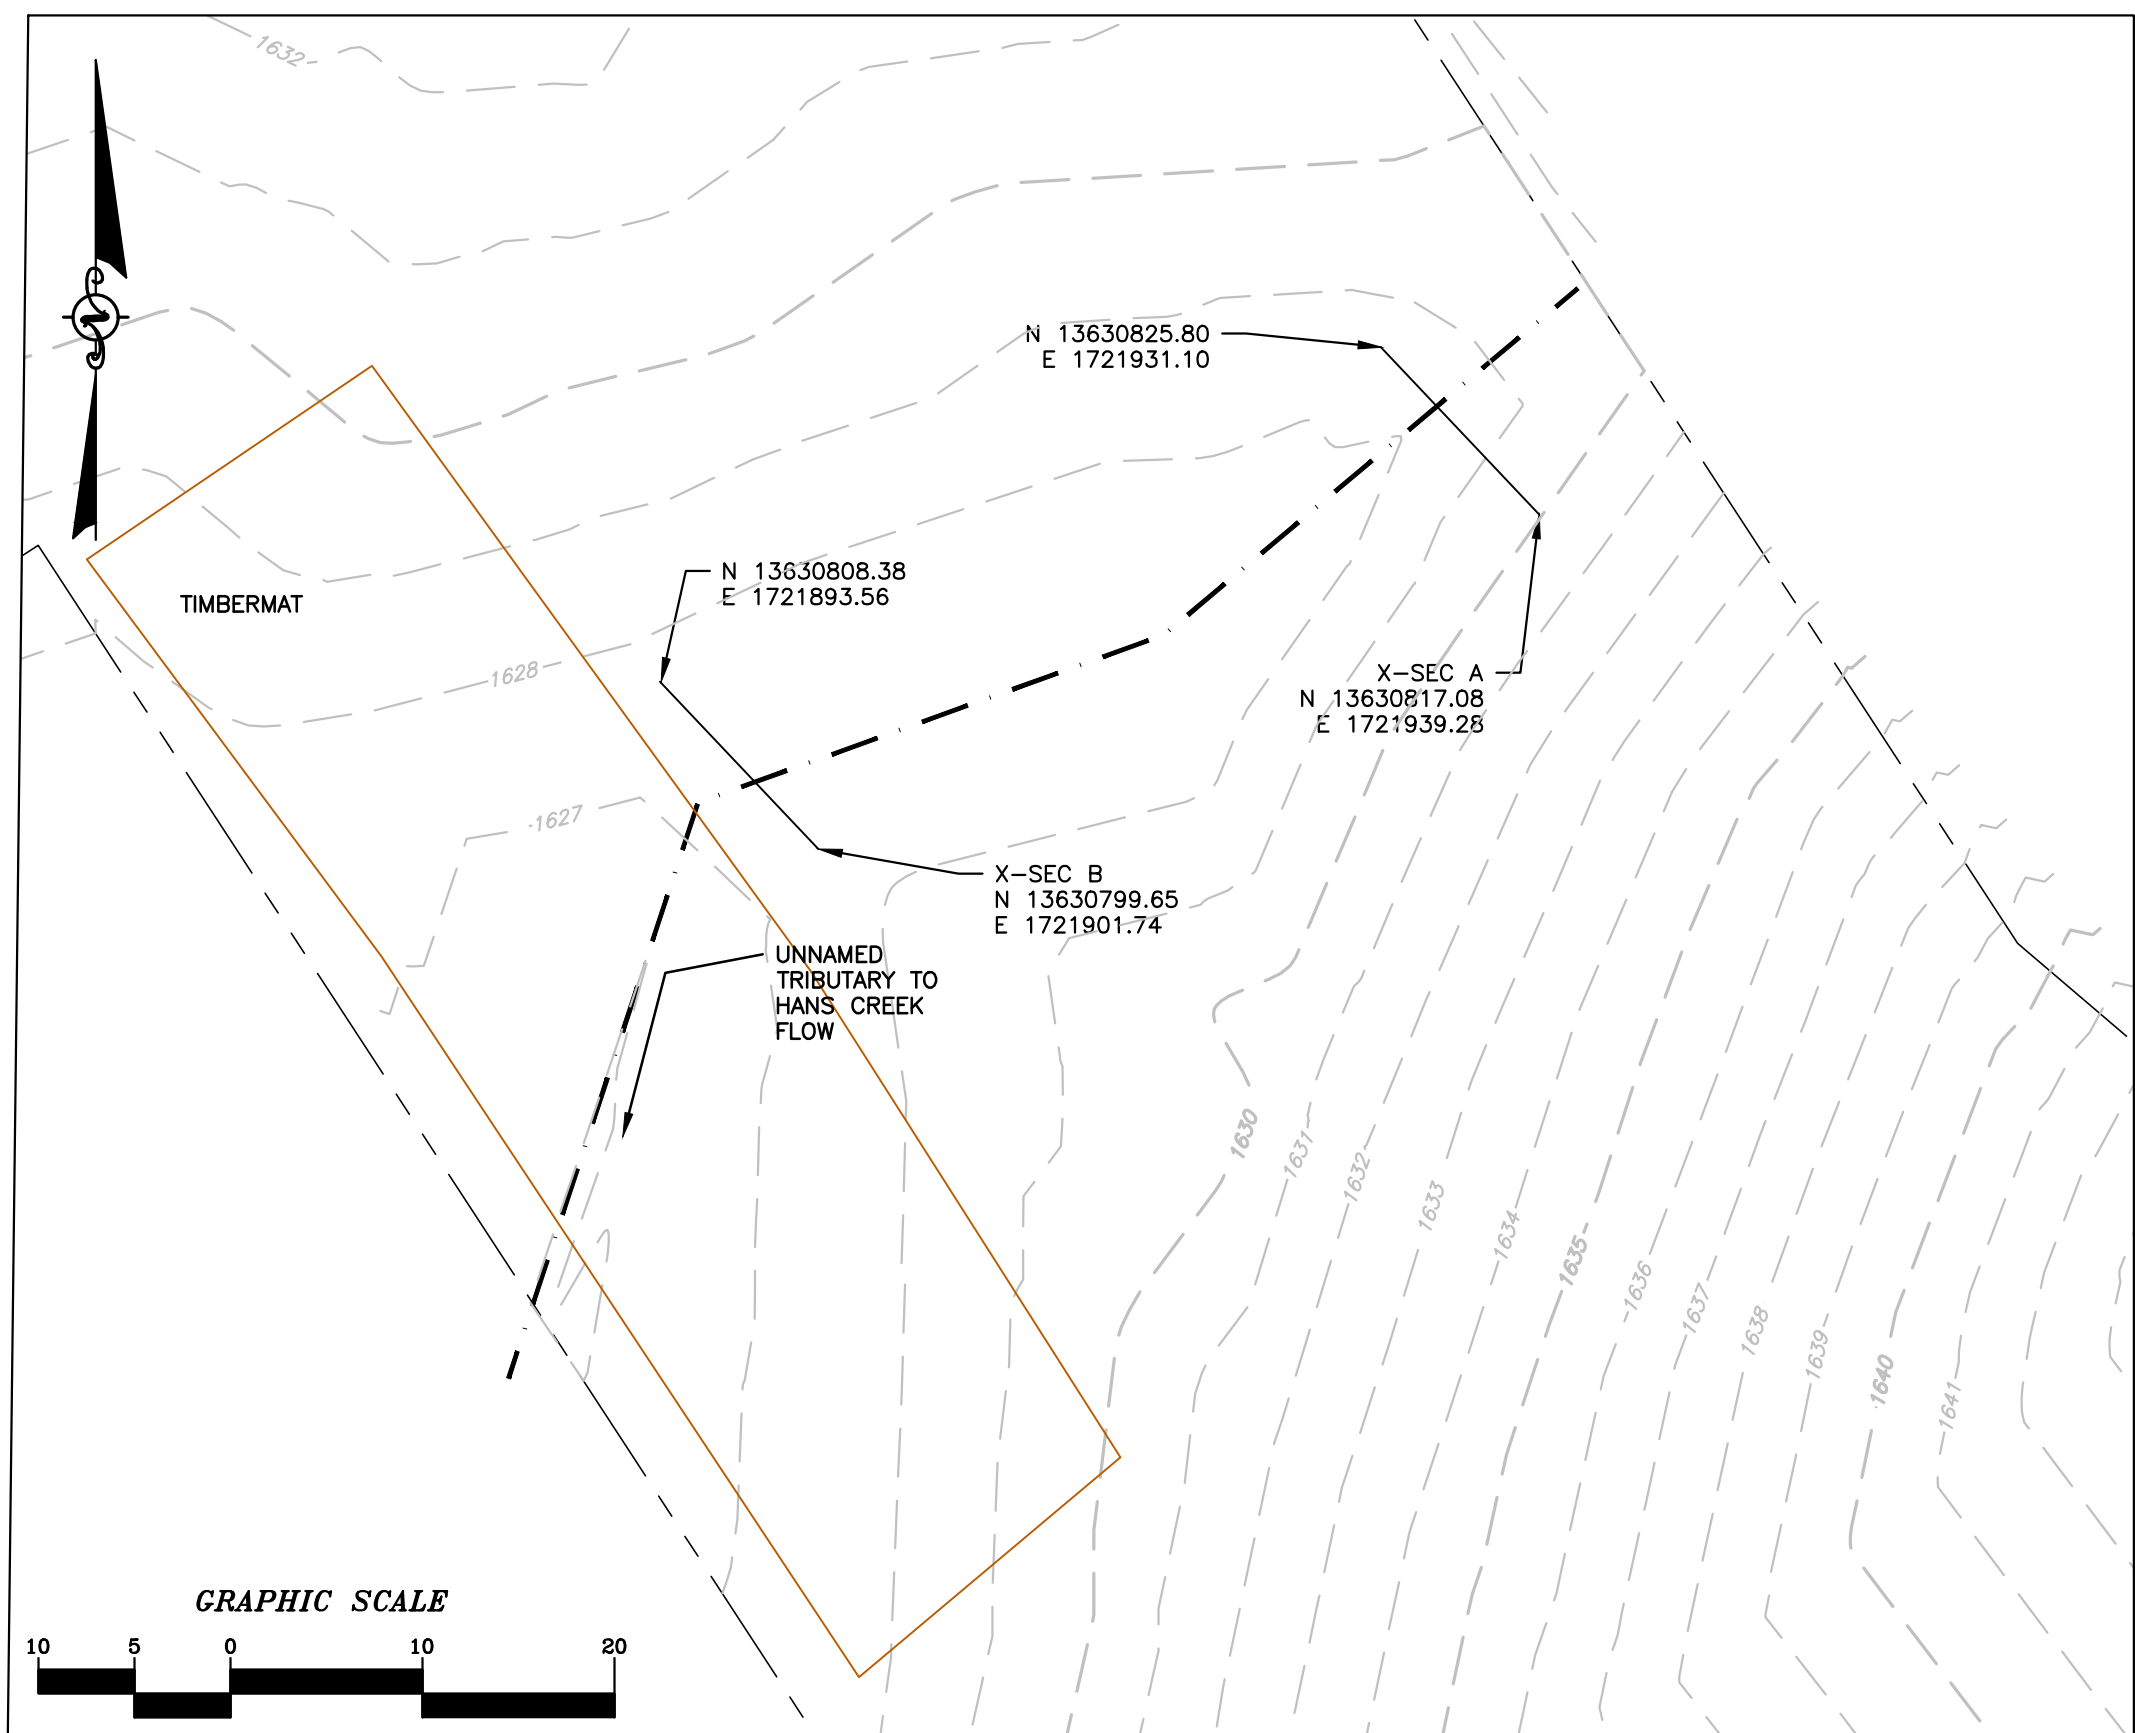 1632
N
N 13630825.80
E 1721931.10
N 13630808.38
E 1721893.56
TIMBERMAT
1628
X-SEC A
N 13630817.08
E 1721939.28
1627
X-SEC B
N 13630799.65
E 1721901.74
UNNAMED
TRIBUTARY TO
HANS CREEK
FLOW
1630
1631
1632
1633
1634
1635
1636
1637
1638
1639
1640
1641
GRAPHIC SCALE
10 5 0 10 20